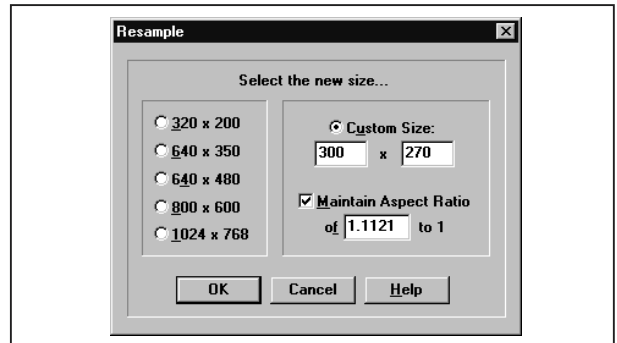 Resample
Select the new size...
320 x 200
640 x 350
640 x 480
800 x 600
1024 x 768
Custom Size:
300 x 270
Maintain Aspect Ratio
of 1.1121 to 1
OK Cancel Help